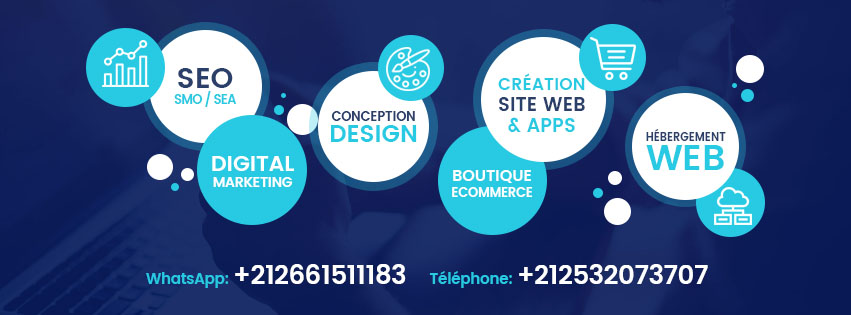 SEO
SMO / SEA
DIGITAL
MARKETING
CONCEPTION
DESIGN
CRÉATION
SITE WEB
& APPS
BOUTIQUE
ECOMMERCE
HÉBERGEMENT
WEB
WhatsApp: +212661511183 Téléphone: +212532073707